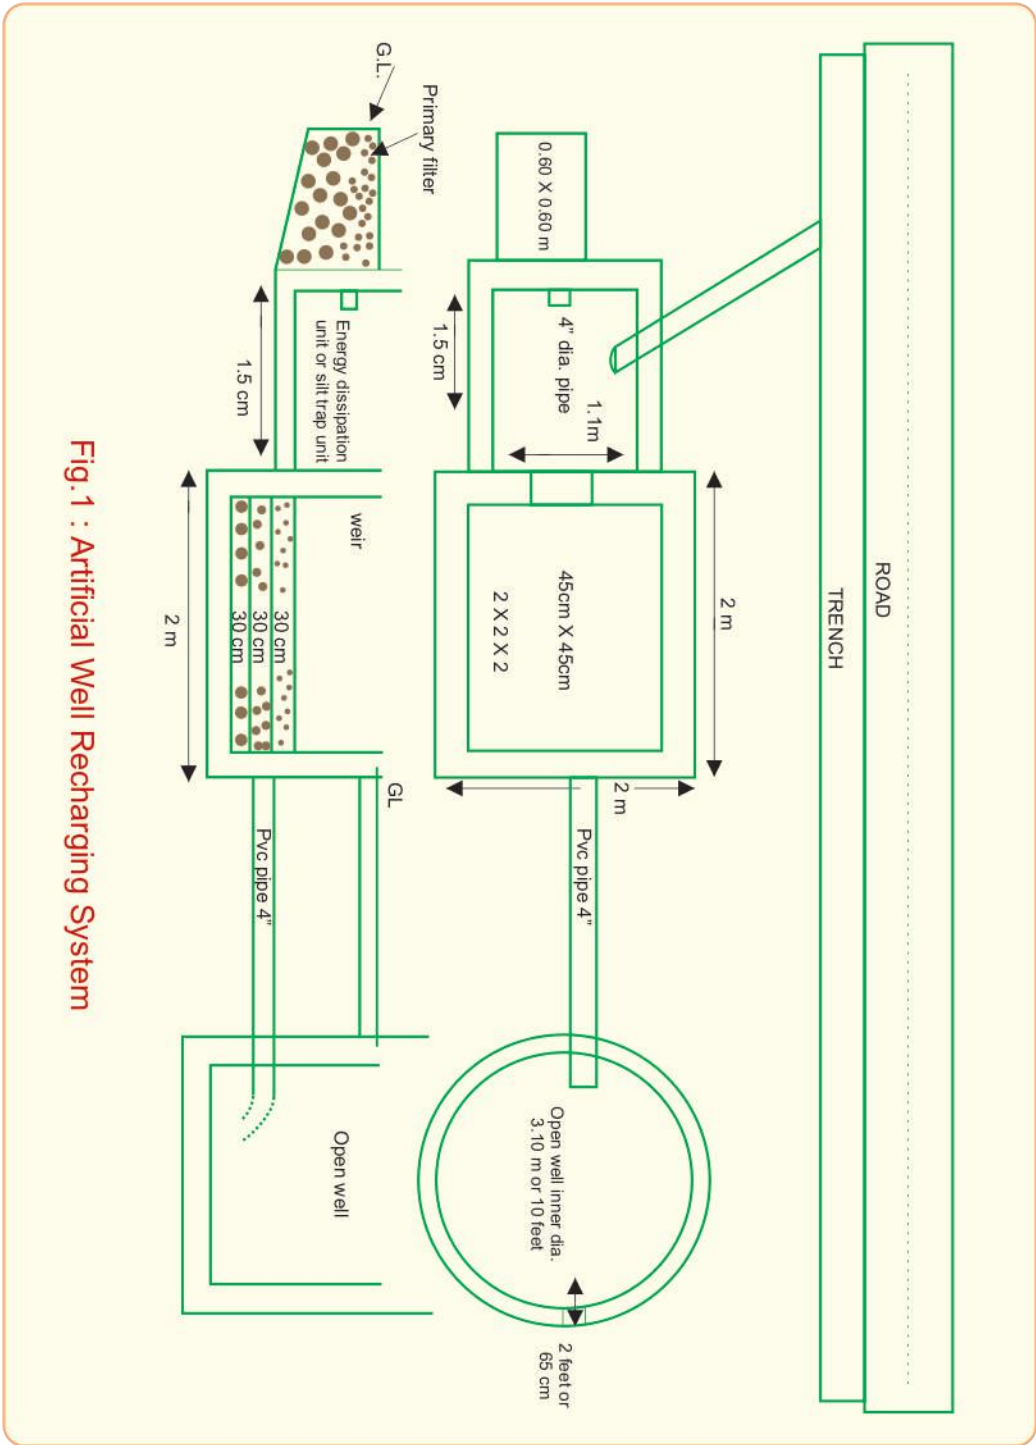 ROAD
TRENCH
0.60 X 0.60 m
4” dia. pipe
1.5 cm
1.1m
2 m
45cm X 45cm
2 X 2 X 2
2 m
Pvc pipe 4”
Open well inner dia.
3.10 m or 10 feet
2 feet or
65 cm
G.L.
Primary filter
Energy dissipation
unit or silt trap unit
1.5 cm
weir
30 cm
30 cm
30 cm
2 m
GL
Pvc pipe 4”
Open well
Fig.1 : Artificial Well Recharging System